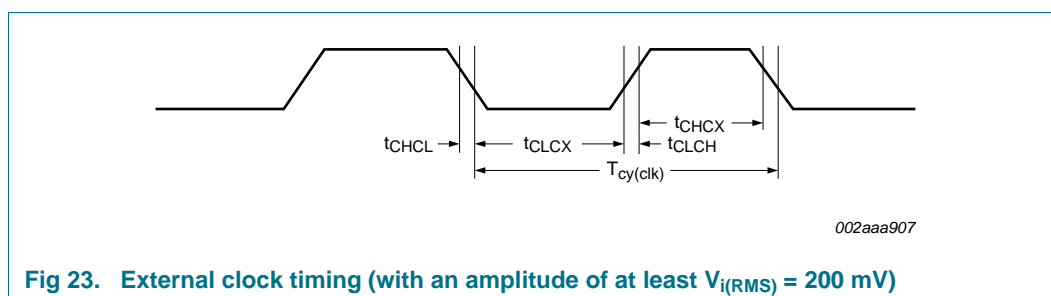 tCHCX
tCHCL
tCLCX
tCLCH
Tcy(clk)
002aaa907
Fig 23. External clock timing (with an amplitude of at least Vi(RMS) = 200 mV)